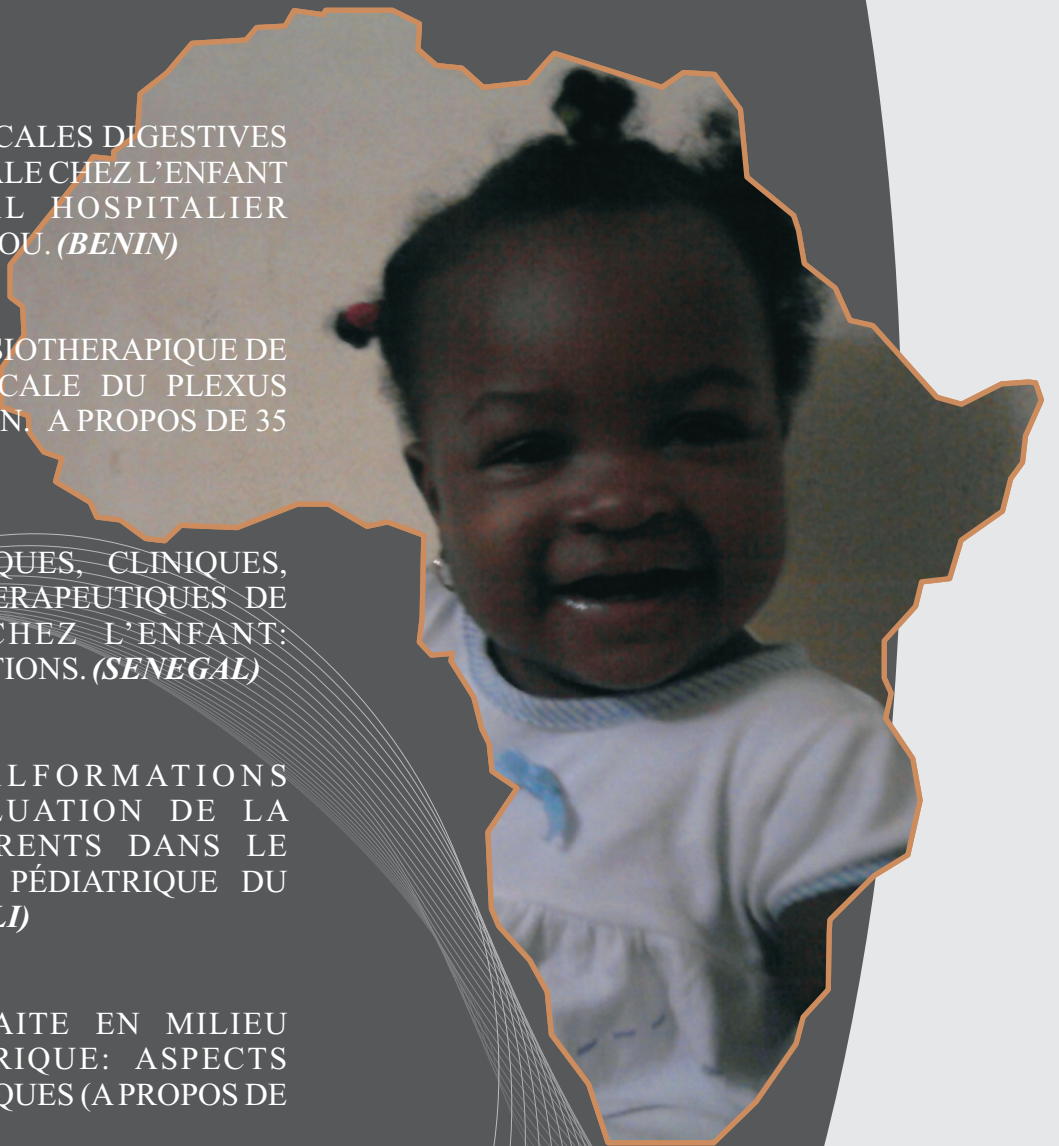 CALES DIGESTIVES
ALE CHEZ L’ENFANT
L HOSPITALIER
OU. (BENIN)
SIOTHERAPIQUE DE
CALE DU PLEXUS
N. A PROPOS DE 35
QUES, CLINIQUES,
ERAPEUTIQUES DE
CHEZ L’ENFANT:
TIONS. (SENEGAL)
ALFORMATIONS
LUATION DE LA
RENTS DANS LE
PÉDIATRIQUE DU
LI)
AITE EN MILIEU
RIQUE: ASPECTS
QUES (A PROPOS DE